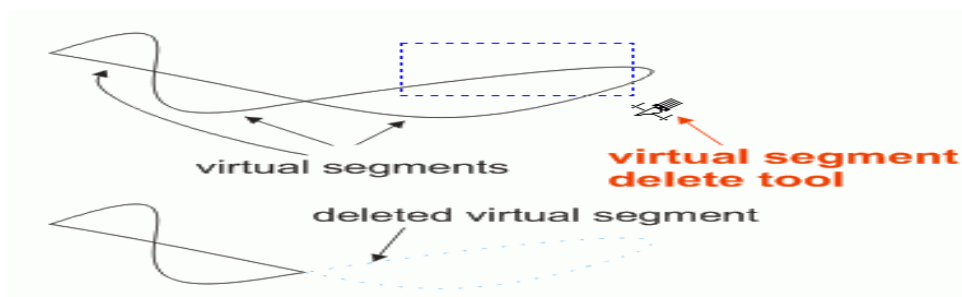 virtual segments
virtual segment
delete tool
deleted virtual segment